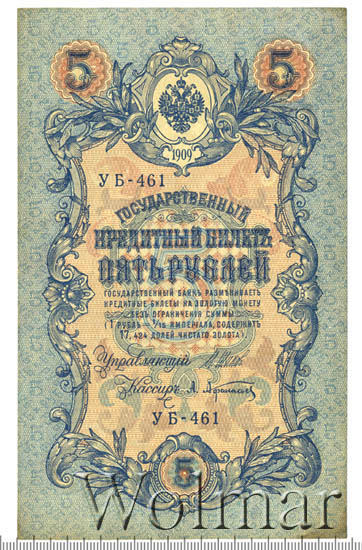 5 5
1909
УБ-461
ГОСУДАРСТВЕННЫЙ
КРЕДИТНЫЙ БИЛЕТЪ
ПЯТЬ РУБЛЕЙ
ГОСУДАРСТВЕННЫЙ БАНКЪ РАЗМѢНИВАЕТЪ
КРЕДИТНЫЕ БИЛЕТЫ НА ЗОЛОТУЮ МОНЕТУ
БЕЗЪ ОГРАНИЧЕНІЯ СУММЫ
(1 РУБЛЬ = 1/15 ИМПЕРІАЛА, СОДЕРЖИТЪ
17,424 ДОЛЕЙ ЧИСТАГО ЗОЛОТА).
Управляющій
Кассиръ
УБ-461
5
Wolmar